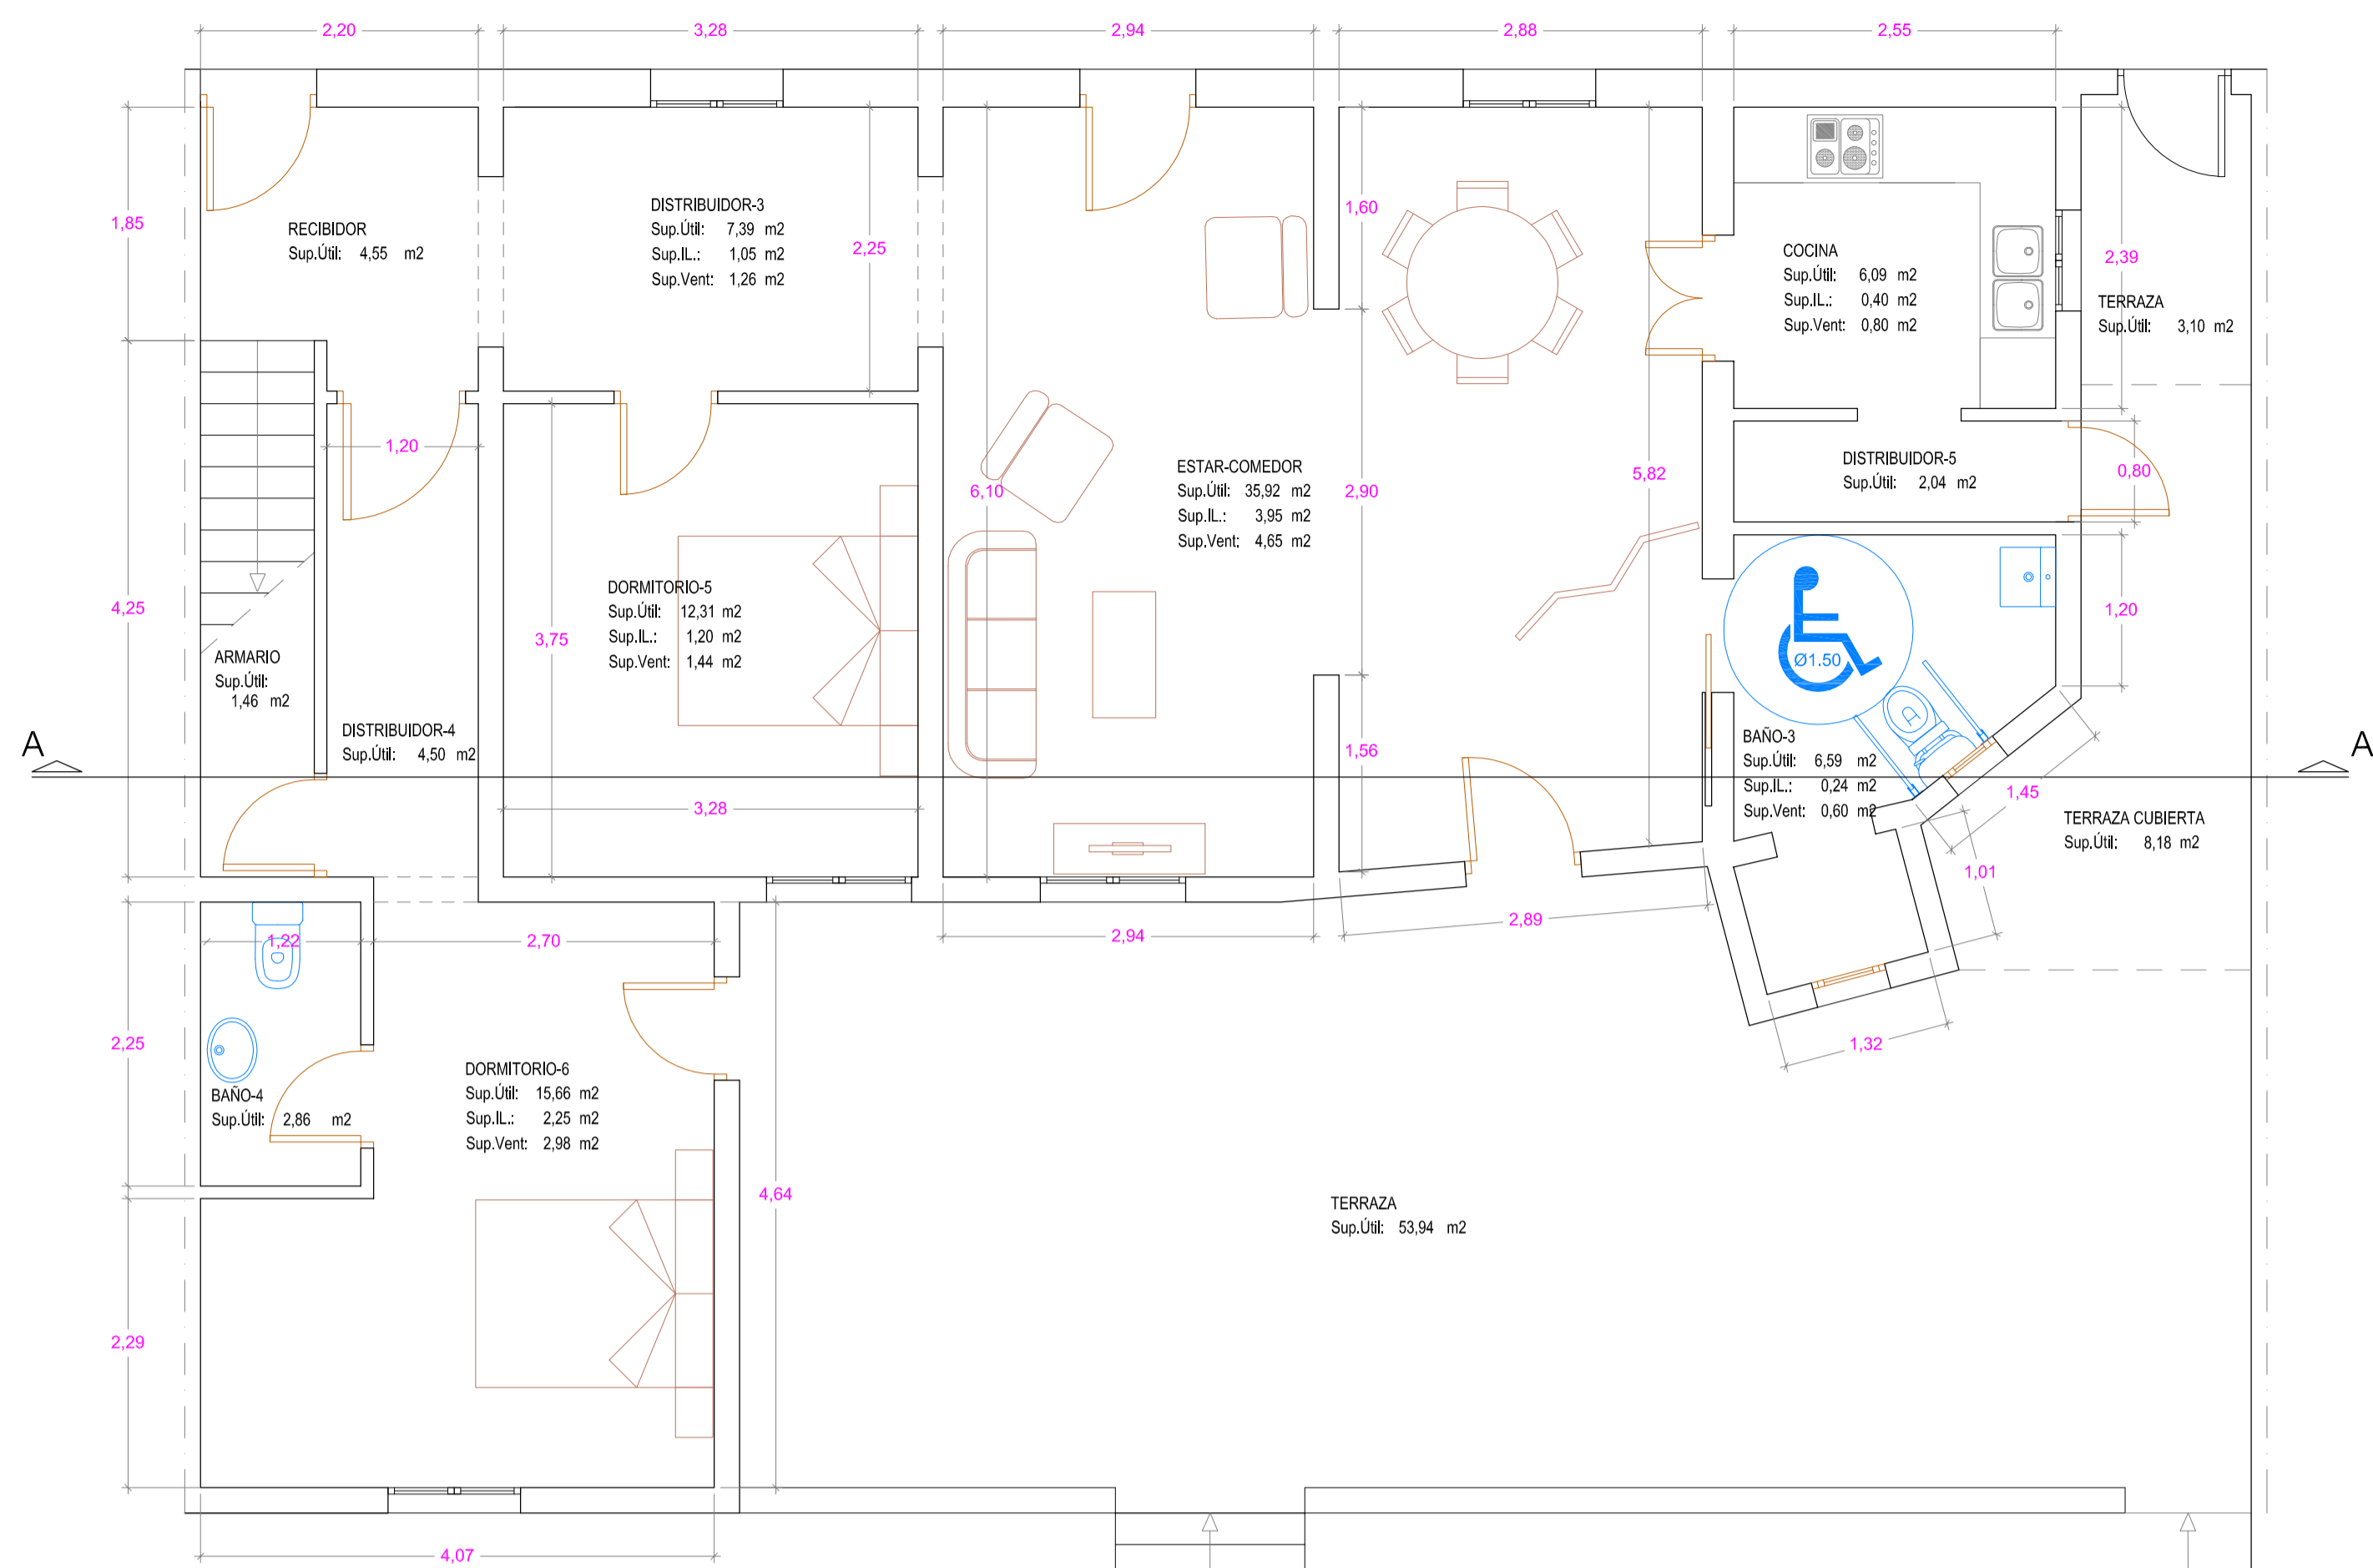 2,20
3,28
2,94
2,88
2,55
1,85
RECIBIDOR
Sup.Útil: 4,55 m2
DISTRIBUIDOR-3
Sup.Útil: 7,39 m2
Sup.IL.: 1,05 m2
Sup.Vent: 1,26 m2
2,25
1,60
COCINA
Sup.Útil: 6,09 m2
Sup.IL.: 0,40 m2
Sup.Vent: 0,80 m2
2,39
TERRAZA
Sup.Útil: 3,10 m2
1,20
6,10
ESTAR-COMEDOR
Sup.Útil: 35,92 m2
Sup.IL.: 3,95 m2
Sup.Vent: 4,65 m2
2,90
5,82
DISTRIBUIDOR-5
Sup.Útil: 2,04 m2
0,80
4,25
3,75
DORMITORIO-5
Sup.Útil: 12,31 m2
Sup.IL.: 1,20 m2
Sup.Vent: 1,44 m2
Ø1.50
1,20
ARMARIO
Sup.Útil:
1,46 m2
DISTRIBUIDOR-4
Sup.Útil: 4,50 m2
A
1,56
BAÑO-3
Sup.Útil: 6,59 m2
Sup.IL.: 0,24 m2
Sup.Vent: 0,60 m2
A
1,45
3,28
TERRAZA CUBIERTA
Sup.Útil: 8,18 m2
1,01
1,22
2,70
2,94
2,89
2,25
1,32
BAÑO-4
Sup.Útil: 2,86 m2
DORMITORIO-6
Sup.Útil: 15,66 m2
Sup.IL.: 2,25 m2
Sup.Vent: 2,98 m2
4,64
TERRAZA
Sup.Útil: 53,94 m2
2,29
4,07